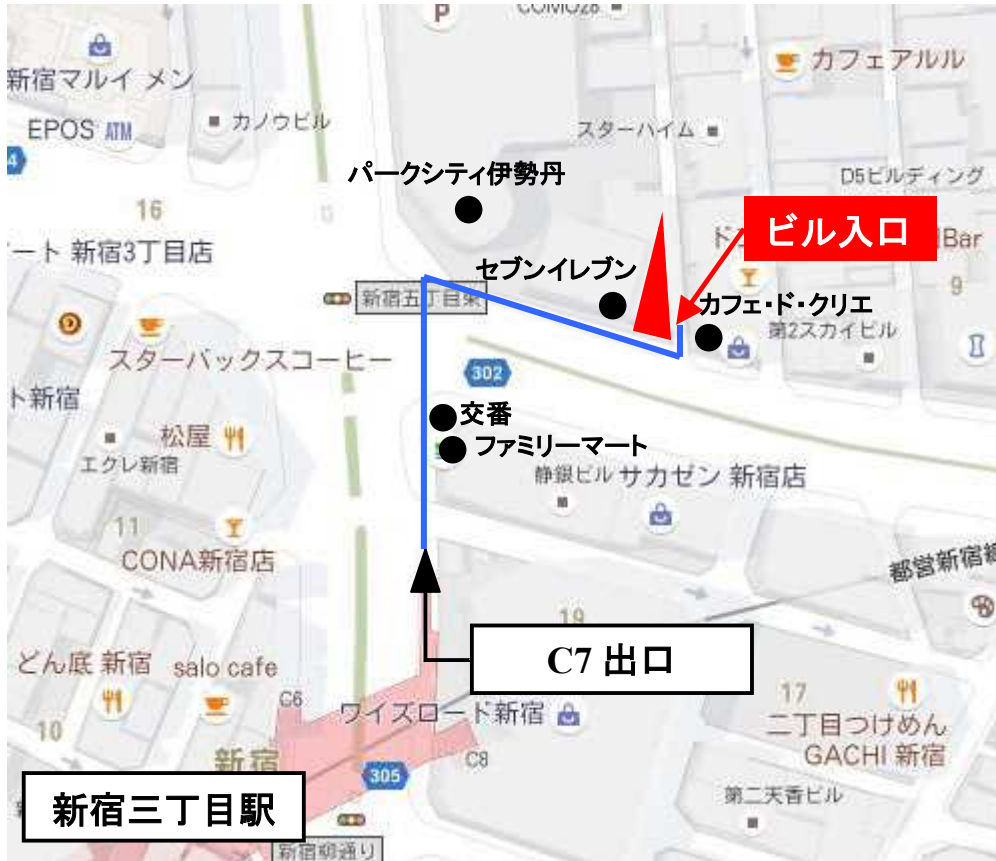 COMO28
P
カフェアルル
新宿マルイ メン
カノウビル
EPOS ATM
スターハイム
パークシティ伊勢丹
D5ビルディング
16
ビル入口
Bar
ート 新宿3丁目店
セブンイレブン
9
新宿五丁目東
カフェ・ド・クリエ
第2スカイビル
スターバックスコーヒー
302
ト新宿
交番
松屋
ファミリーマート
エクレ新宿
静銀ビル サカゼン 新宿店
11
CONA新宿店
都営新宿線
19
C7 出口
どん底 新宿
salo cafe
C6
17
ワイズロード新宿
二丁目つけめん
GACHI 新宿
10
新宿
C8
305
第二天香ビル
新宿三丁目駅
新宿柳通り